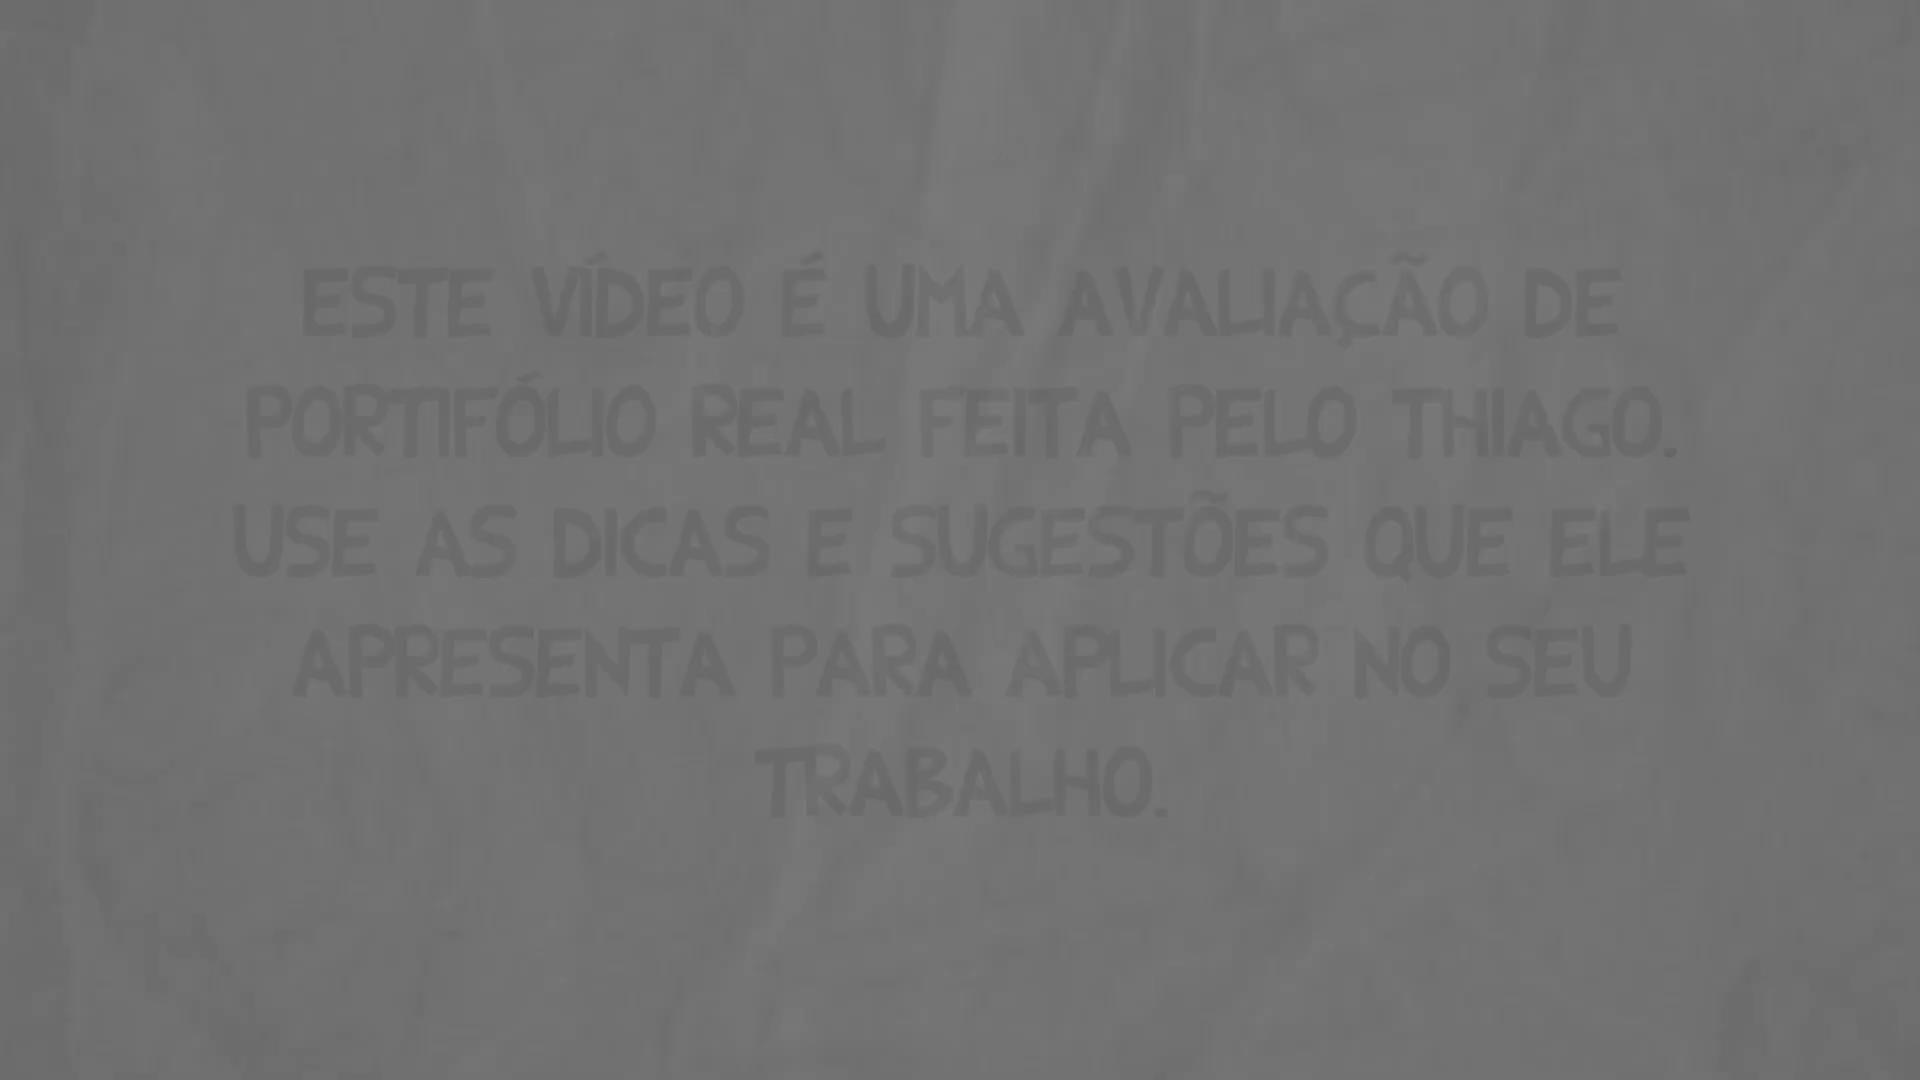 ESTE VÍDEO É UMA AVALIAÇÃO DE
PORTIFÓLIO REAL FEITA PELO THIAGO.
USE AS DICAS E SUGESTÕES QUE ELE
APRESENTA PARA APLICAR NO SEU
TRABALHO.